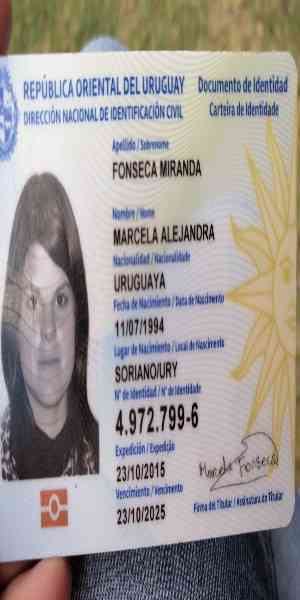 REPÚBLICA ORIENTAL DEL URUGUAY
DIRECCIÓN NACIONAL DE IDENTIFICACIÓN CIVIL
Documento de Identidad
Carteira de Identidade
Apellido / Sobrenome
FONSECA MIRANDA
Nombre / Nome
MARCELA ALEJANDRA
Nacionalidad / Nacionalidade
URUGUAYA
Fecha de Nacimiento / Data de Nascimento
11/07/1994
Lugar de Nacimiento / Local de Nascimento
SORIANO/URY
N° de Identidad / N° de Identidade
4.972.799-6
Expedición / Expedição
23/10/2015
Vencimiento / Vencimento
23/10/2025
Marcela Fonseca
Firma del Titular / Assinatura do Titular